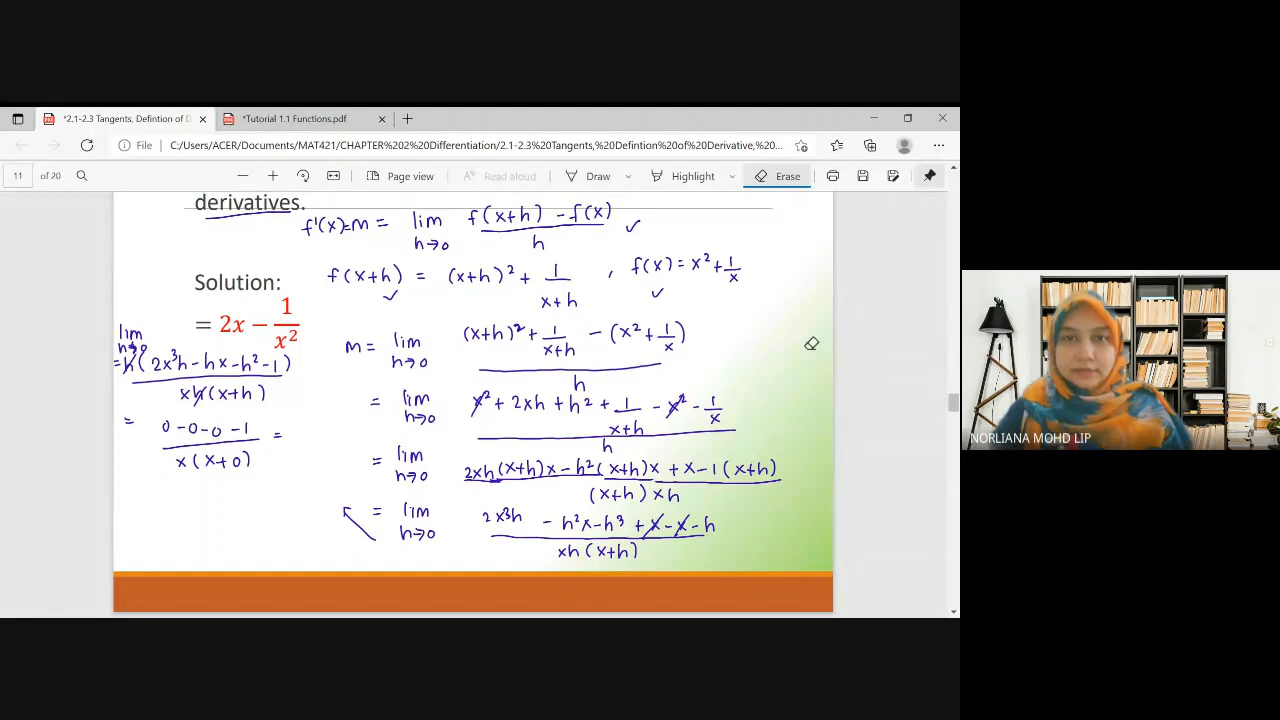 *2.1-2.3 Tangents, Defintion of D
*Tutorial 1.1 Functions.pdf
File
C:/Users/ACER/Documents/MAT421/CHAPTER%202%20Differentiation/2.1-2.3%20Tangents,%20Defintion%20of%20Derivative,%20...
11 of 20
Page view
Read aloud
Draw
Highlight
Erase
derivatives.
f'(x)=m = lim h→0 f(x+h) - f(x) / h ✓
f(x+h) = (x+h)² + 1/x+h , f(x) = x² + 1/x
✓ ✓
Solution:
= 2x − 1/x²
m = lim h→0 (x+h)² + 1/x+h - (x² + 1/x) / h
= lim h→0 x² + 2xh + h² + 1/x+h - x² - 1/x / h
= lim h→0 2xh(x+h)x - h²(x+h)x + x - 1(x+h) / (x+h)xh
= lim h→0 2x³h - h²x - h³ + x - x - h / xh(x+h)
lim h→0
= h(2x³h - hx - h² - 1) / xh(x+h)
= 0-0-0-1 / x(x+0) =
NORLIANA MOHD LIP